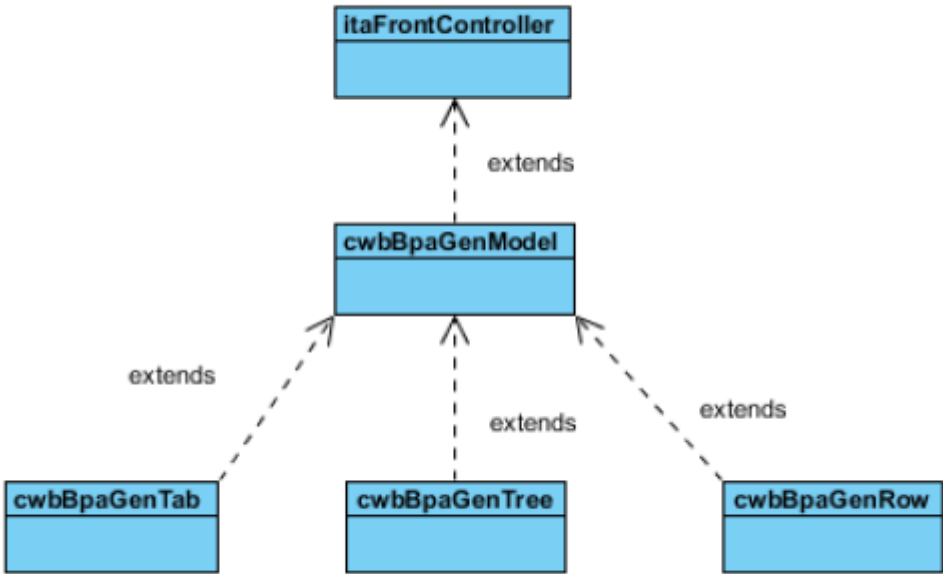 itaFrontController
extends
cwbBpaGenModel
extends
extends
extends
cwbBpaGenTab
cwbBpaGenTree
cwbBpaGenRow